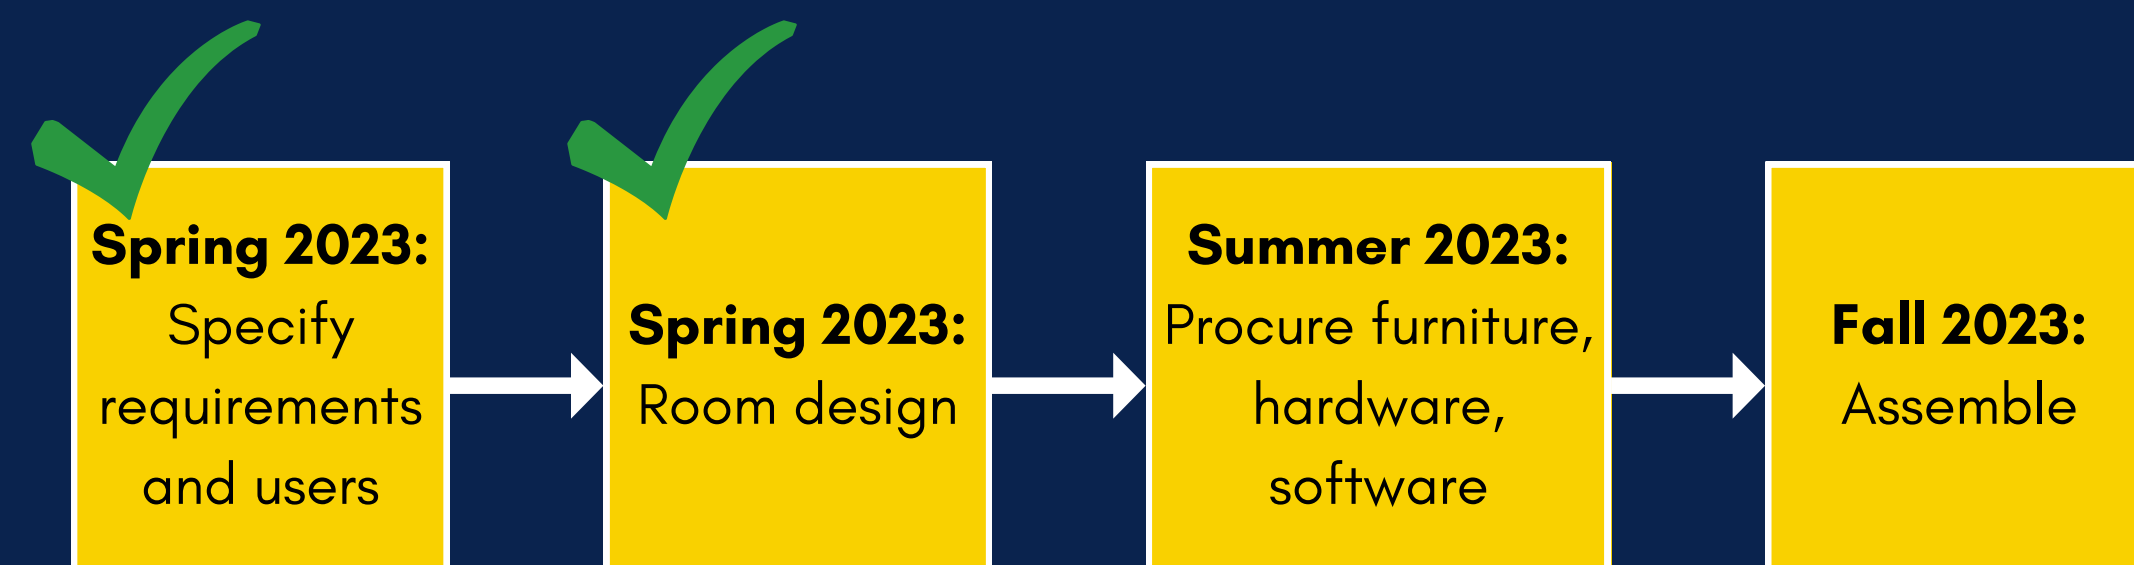 Spring 2023:
Specify
requirements
and users
Spring 2023:
Room design
Summer 2023:
Procure furniture,
hardware,
software
Fall 2023:
Assemble